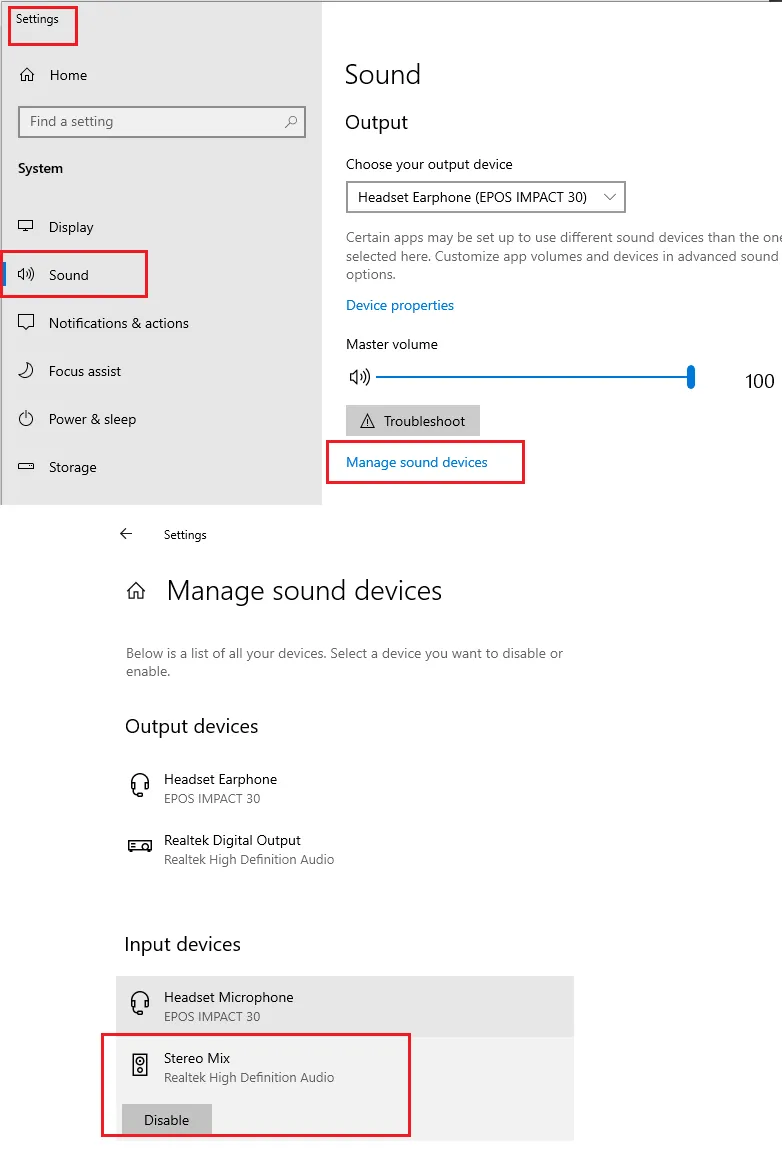 Settings
Home
Find a setting
System
Display
Sound
Notifications & actions
Focus assist
Power & sleep
Storage
Sound
Output
Choose your output device
Headset Earphone (EPOS IMPACT 30)
Certain apps may be set up to use different sound devices than the one
selected here. Customize app volumes and devices in advanced sound
options.
Device properties
Master volume
100
Troubleshoot
Manage sound devices
Settings
Manage sound devices
Below is a list of all your devices. Select a device you want to disable or
enable.
Output devices
Headset Earphone
EPOS IMPACT 30
Realtek Digital Output
Realtek High Definition Audio
Input devices
Headset Microphone
EPOS IMPACT 30
Stereo Mix
Realtek High Definition Audio
Disable